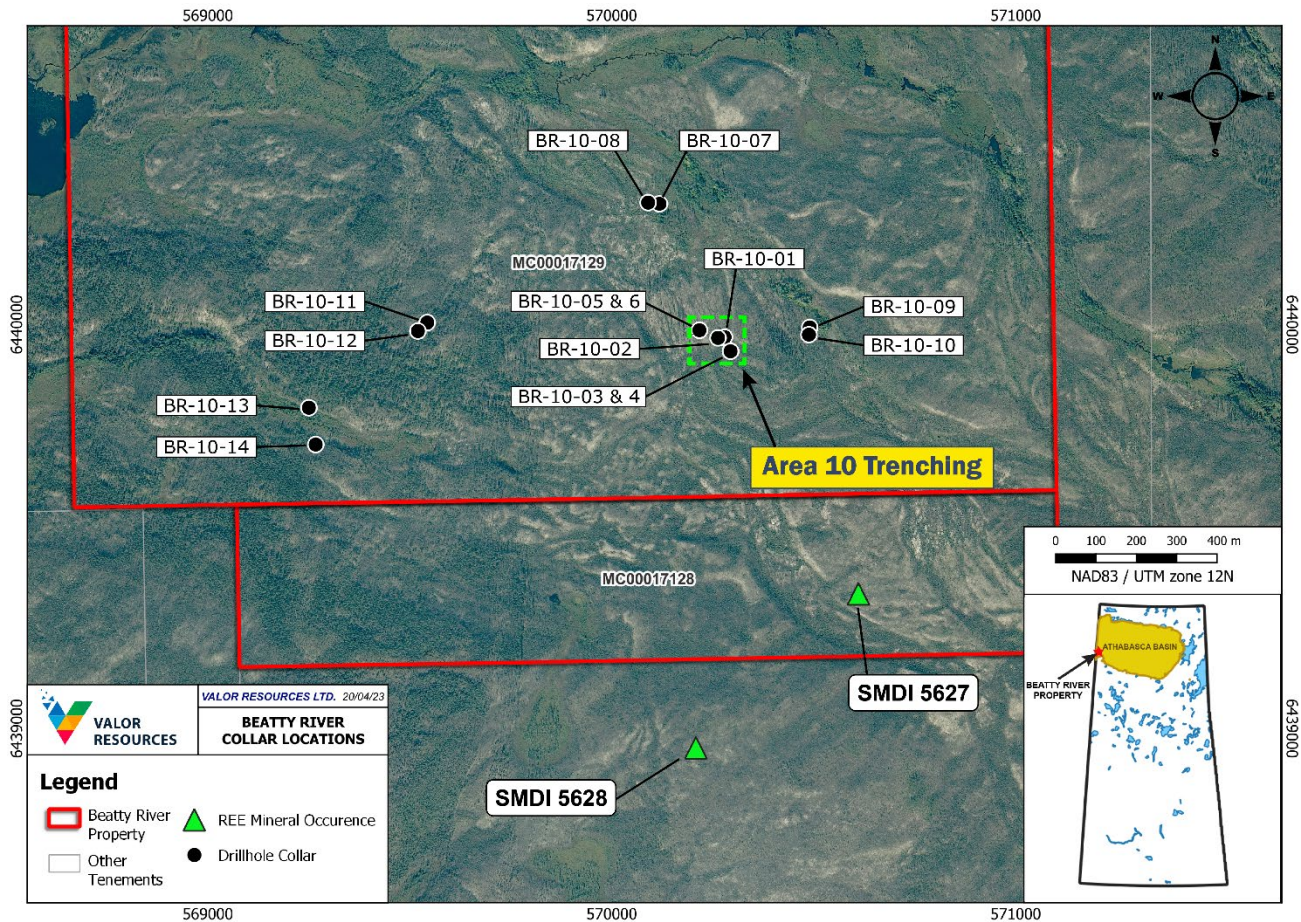 569000
570000
571000
N
W
E
S
BR-10-08
BR-10-07
MC00017129
BR-10-01
BR-10-11
BR-10-05 & 6
BR-10-09
6440000
6440000
BR-10-12
BR-10-02
BR-10-10
BR-10-03 & 4
BR-10-13
BR-10-14
Area 10 Trenching
0 100 200 300 400 m
NAD83 / UTM zone 12N
MC00017128
ATHABASCA BASIN
BEATTY RIVER
PROPERTY
SMDI 5627
6439000
6439000
VALOR
RESOURCES
VALOR RESOURCES LTD. 20/04/23
BEATTY RIVER
COLLAR LOCATIONS
SMDI 5628
Legend
Beatty River
Property
REE Mineral Occurence
Other
Tenements
Drillhole Collar
569000
570000
571000